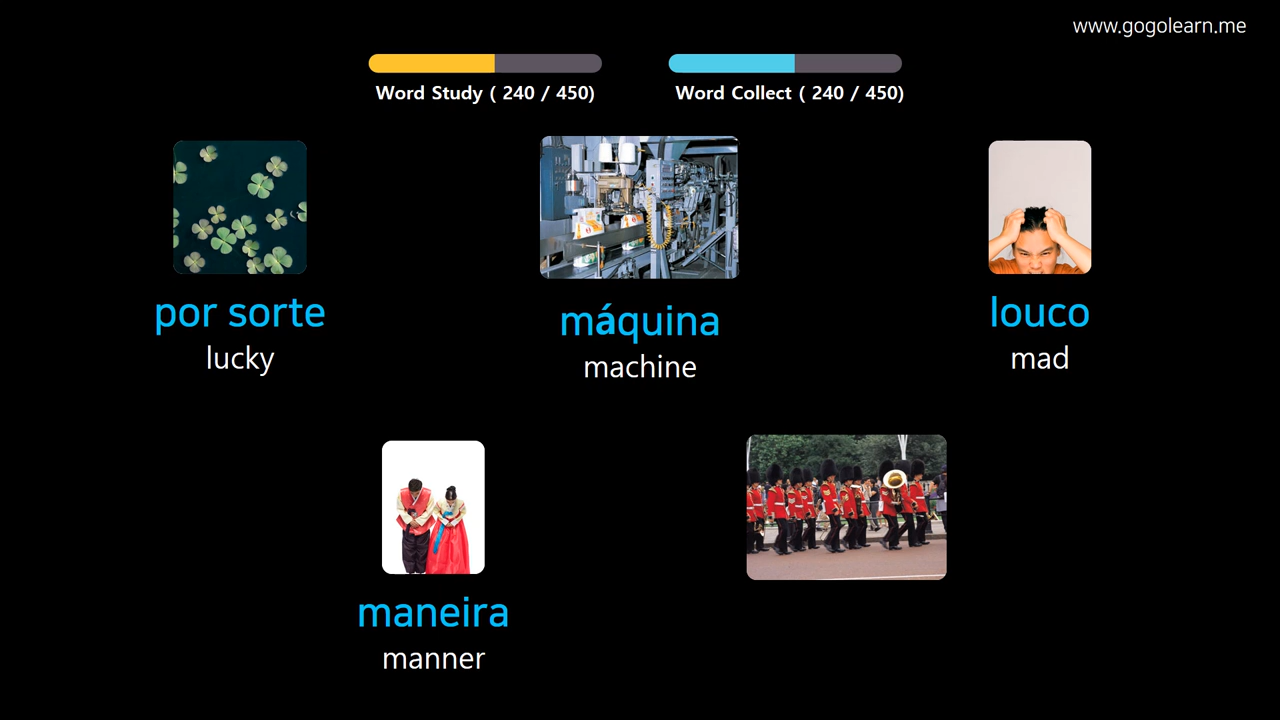 www.gogolearn.me
Word Study ( 240 / 450)
Word Collect ( 240 / 450)
por sorte
lucky
máquina
machine
louco
mad
maneira
manner